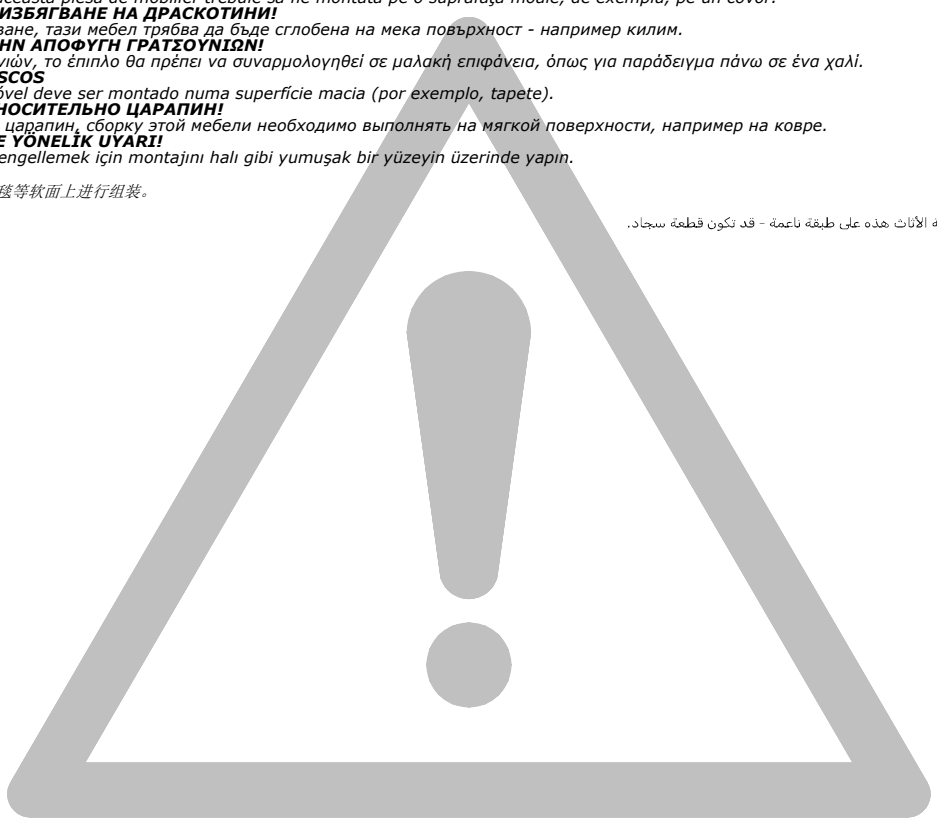 această piesă de mobilier trebuie să fie montată pe o suprafaţă moale, de exemplu, pe un covor.
ИЗБЯГВАНЕ НА ДРАСКОТИНИ!
ване, тази мебел трябва да бъде сглобена на мека повърхност - например килим.
ΗΝ ΑΠΟΦΥΓΗ ΓΡΑΤΣΟΥΝΙΩΝ!
νιών, το έπιπλο θα πρέπει να συναρμολογηθεί σε μαλακή επιφάνεια, όπως για παράδειγμα πάνω σε ένα χαλί.
SCOS
óvel deve ser montado numa superfície macia (por exemplo, tapete).
НОСИТЕЛЬНО ЦАРАПИН!
царапин, сборку этой мебели необходимо выполнять на мягкой поверхности, например на ковре.
E YÖNELİK UYARI!
engellemek için montajını halı gibi yumuşak bir yüzeyin üzerinde yapın.
毯等软面上进行组装。
ة الأثاث هذه على طبقة ناعمة - قد تكون قطعة سجاد.